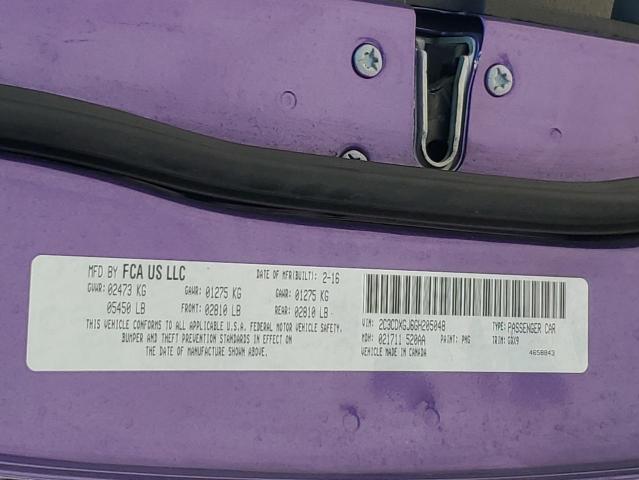 MFD BY FCA US LLC DATE OF MFR(BUILT). 2-16
GVWR: 02473 KG GAWR: 01275 KG GAWR: 01275 KG
05450 LB FRONT: 02810 LB REAR: 02810 LB
THIS VEHICLE CONFORMS TO ALL APPLICABLE U.S.A. FEDERAL MOTOR VEHICLE SAFETY,
BUMPER AND THEFT PREVENTION STANDARDS IN EFFECT ON
THE DATE OF MANUFACTURE SHOWN ABOVE.
VIN: 2C3CDXGJ6GH205048 TYPE: PASSENGER CAR
MDH: 021711 520AA PAINT: PHG TRIM: GRX9
VEHICLE MADE IN CANADA 4658843